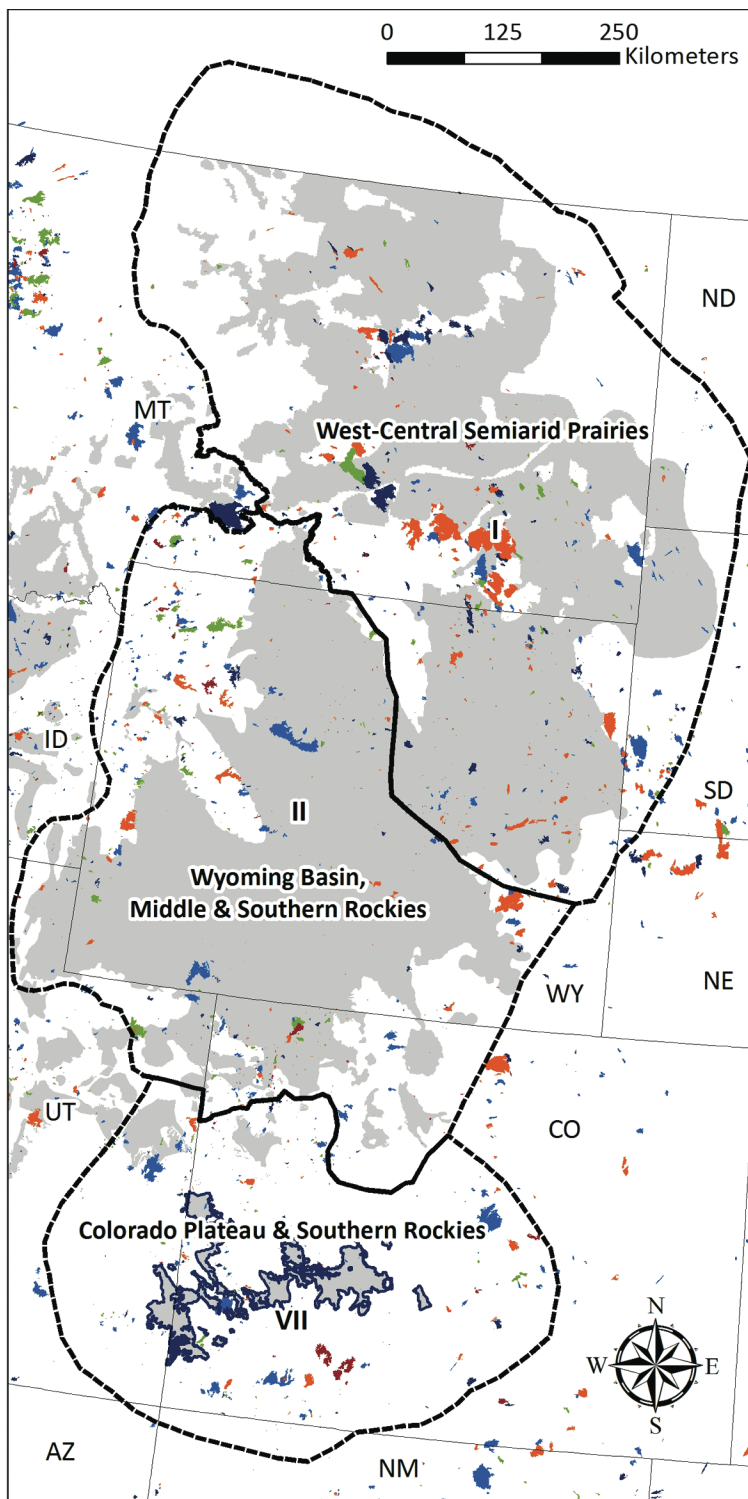 0 125 250
Kilometers
ND
MT
West-Central Semiarid Prairies
I
ID
II
SD
Wyoming Basin,
Middle & Southern Rockies
WY
NE
UT
CO
Colorado Plateau & Southern Rockies
VII
N
W E
S
AZ
NM